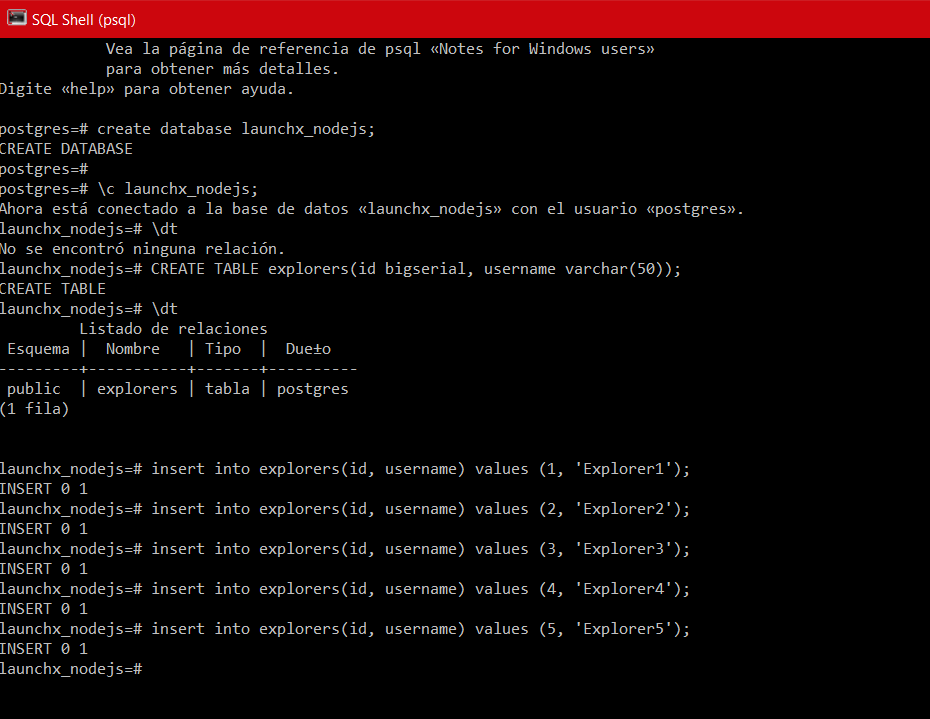 SQL Shell (psql)
Vea la página de referencia de psql «Notes for Windows users»
para obtener más detalles.
Digite «help» para obtener ayuda.
postgres=# create database launchx_nodejs;
CREATE DATABASE
postgres=#
postgres=# \c launchx_nodejs;
Ahora está conectado a la base de datos «launchx_nodejs» con el usuario «postgres».
launchx_nodejs=# \dt
No se encontró ninguna relación.
launchx_nodejs=# CREATE TABLE explorers(id bigserial, username varchar(50));
CREATE TABLE
launchx_nodejs=# \dt
Listado de relaciones
Esquema | Nombre | Tipo | Due±o
---------+-----------+-------+----------
public | explorers | tabla | postgres
(1 fila)
launchx_nodejs=# insert into explorers(id, username) values (1, 'Explorer1');
INSERT 0 1
launchx_nodejs=# insert into explorers(id, username) values (2, 'Explorer2');
INSERT 0 1
launchx_nodejs=# insert into explorers(id, username) values (3, 'Explorer3');
INSERT 0 1
launchx_nodejs=# insert into explorers(id, username) values (4, 'Explorer4');
INSERT 0 1
launchx_nodejs=# insert into explorers(id, username) values (5, 'Explorer5');
INSERT 0 1
launchx_nodejs=#